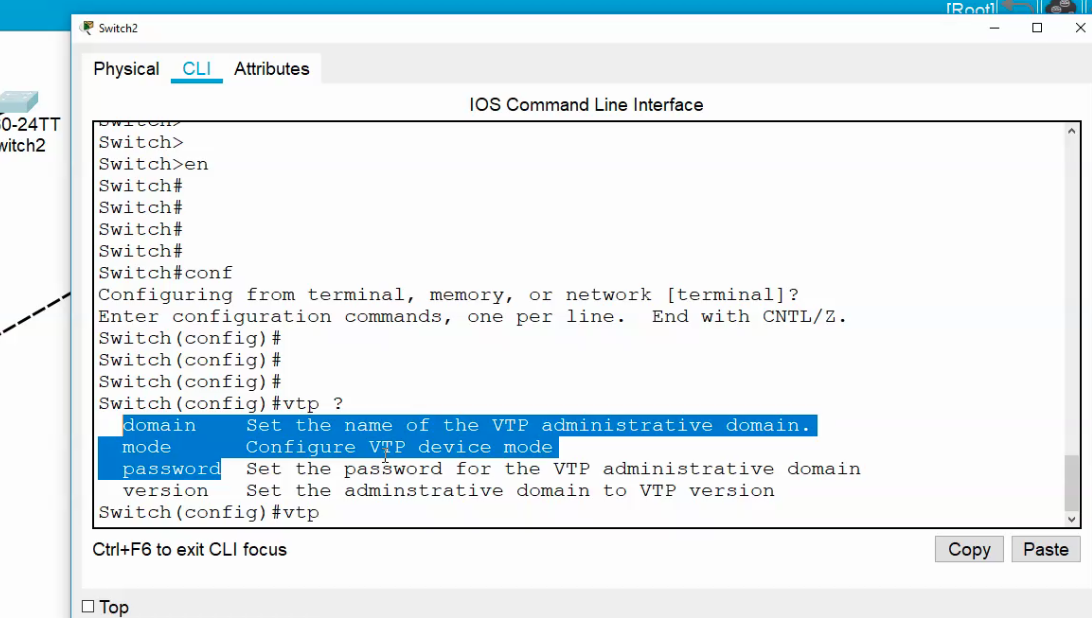 [Root]
Switch2
Physical CLI Attributes
0-24TT
witch2
IOS Command Line Interface
Switch>
Switch>
Switch>en
Switch#
Switch#
Switch#
Switch#
Switch#conf
Configuring from terminal, memory, or network [terminal]?
Enter configuration commands, one per line. End with CNTL/Z.
Switch(config)#
Switch(config)#
Switch(config)#
Switch(config)#vtp ?
domain Set the name of the VTP administrative domain.
mode Configure VTP device mode
password Set the password for the VTP administrative domain
version Set the adminstrative domain to VTP version
Switch(config)#vtp
Ctrl+F6 to exit CLI focus
Copy Paste
Top